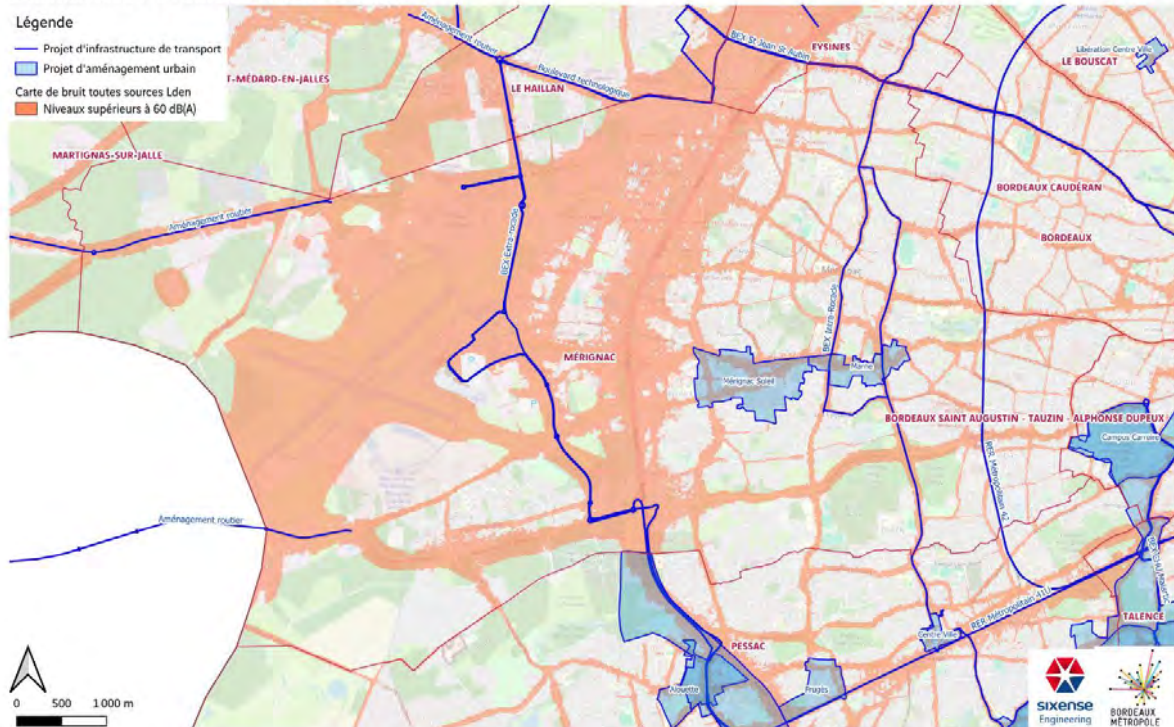 Légende
Projet d'infrastructure de transport
Projet d'aménagement urbain
Carte de bruit toutes sources Lden
Niveaux supérieurs à 60 dB(A)
Aménagement routier
BEX St Jean St Aubin
EYSINES
Libération Centre Ville
LE BOUSCAT
T-MÉDARD-EN-JALLES
LE HAILLAN
Boulevard technologique
MARTIGNAS-SUR-JALLE
BORDEAUX CAUDÉRAN
Aménagement routier
BORDEAUX
BEX Extra-rocade
BEX Intra-Rocade
MÉRIGNAC
Mérignac Soleil
Marne
BORDEAUX SAINT AUGUSTIN - TAUZIN - ALPHONSE DUPEUX
Campus Carreire
RER Métropolitain 42
Aménagement routier
RER Métropolitain 41U
TALENCE
Centre Ville
PESSAC
Alouette
Fruges
0 500 1 000 m
sixense
Engineering
BORDEAUX
MÉTROPOLE